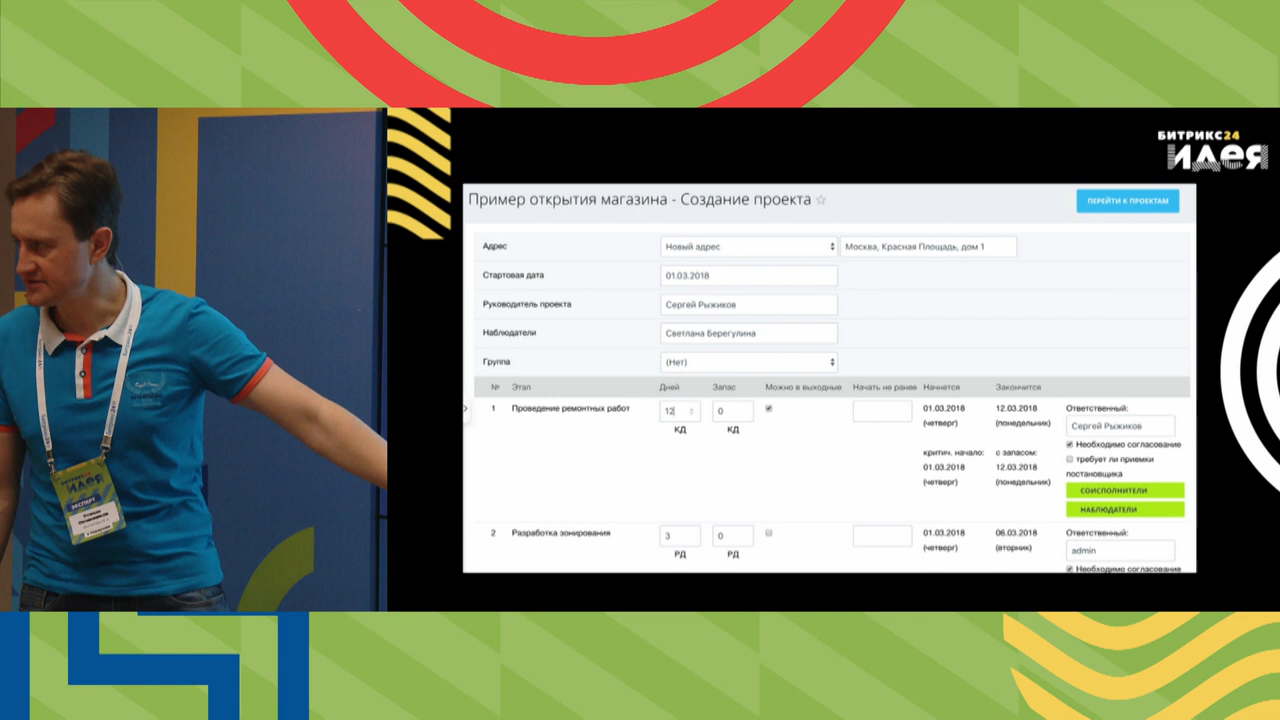 БИТРИКС24
идея
Пример открытия магазина - Создание проекта
ПЕРЕЙТИ К ПРОЕКТАМ
Адрес
Новый адрес
Москва, Красная Площадь, дом 1
Стартовая дата
01.03.2018
Руководитель проекта
Сергей Рыжиков
Наблюдатели
Светлана Берегулина
Группа
(Нет)
№ Этап Дней Запас Можно в выходные Начать не ранее Начнется Закончится
1 Проведение ремонтных работ 12 0 01.03.2018 12.03.2018 Ответственный:
(четверг) (понедельник)
Сергей Рыжиков
КД КД
критич. начало: с запасом:
Необходимо согласование
01.03.2018 12.03.2018
требует ли приемки
(четверг) (понедельник)
постановщика
СОИСПОЛНИТЕЛИ
НАБЛЮДАТЕЛИ
2 Разработка зонирования 3 0 01.03.2018 06.03.2018 Ответственный:
(четверг) (вторник)
admin
РД РД
Необходимо согласование
БИТРИКС24
идея
ЭКСПЕРТ